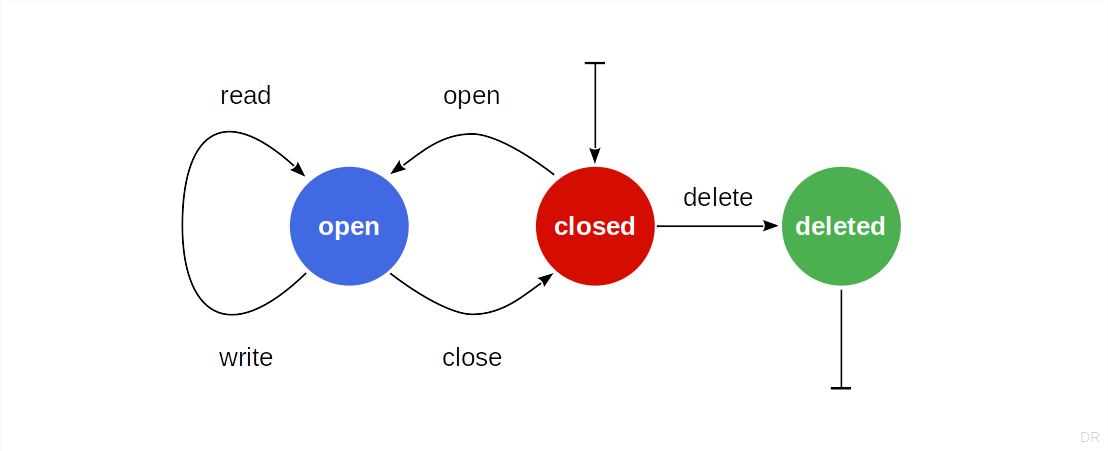 read
open
delete
open
closed
deleted
write
close
DR